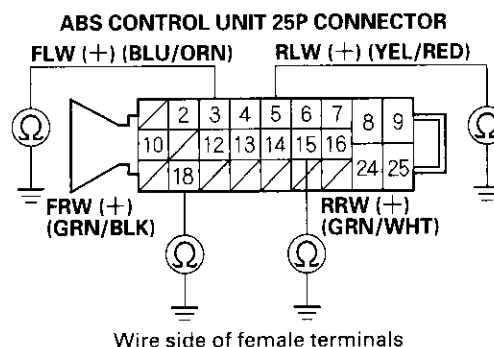 ABS CONTROL UNIT 25P CONNECTOR
FLW (+) (BLU/ORN) RLW (+) (YEL/RED)
2 3 4 5 6 7 8 9
Ω Ω
10 12 13 14 15 16
18 24 25
FRW (+) RRW (+)
(GRN/BLK) (GRN/WHT)
Ω Ω
Wire side of female terminals